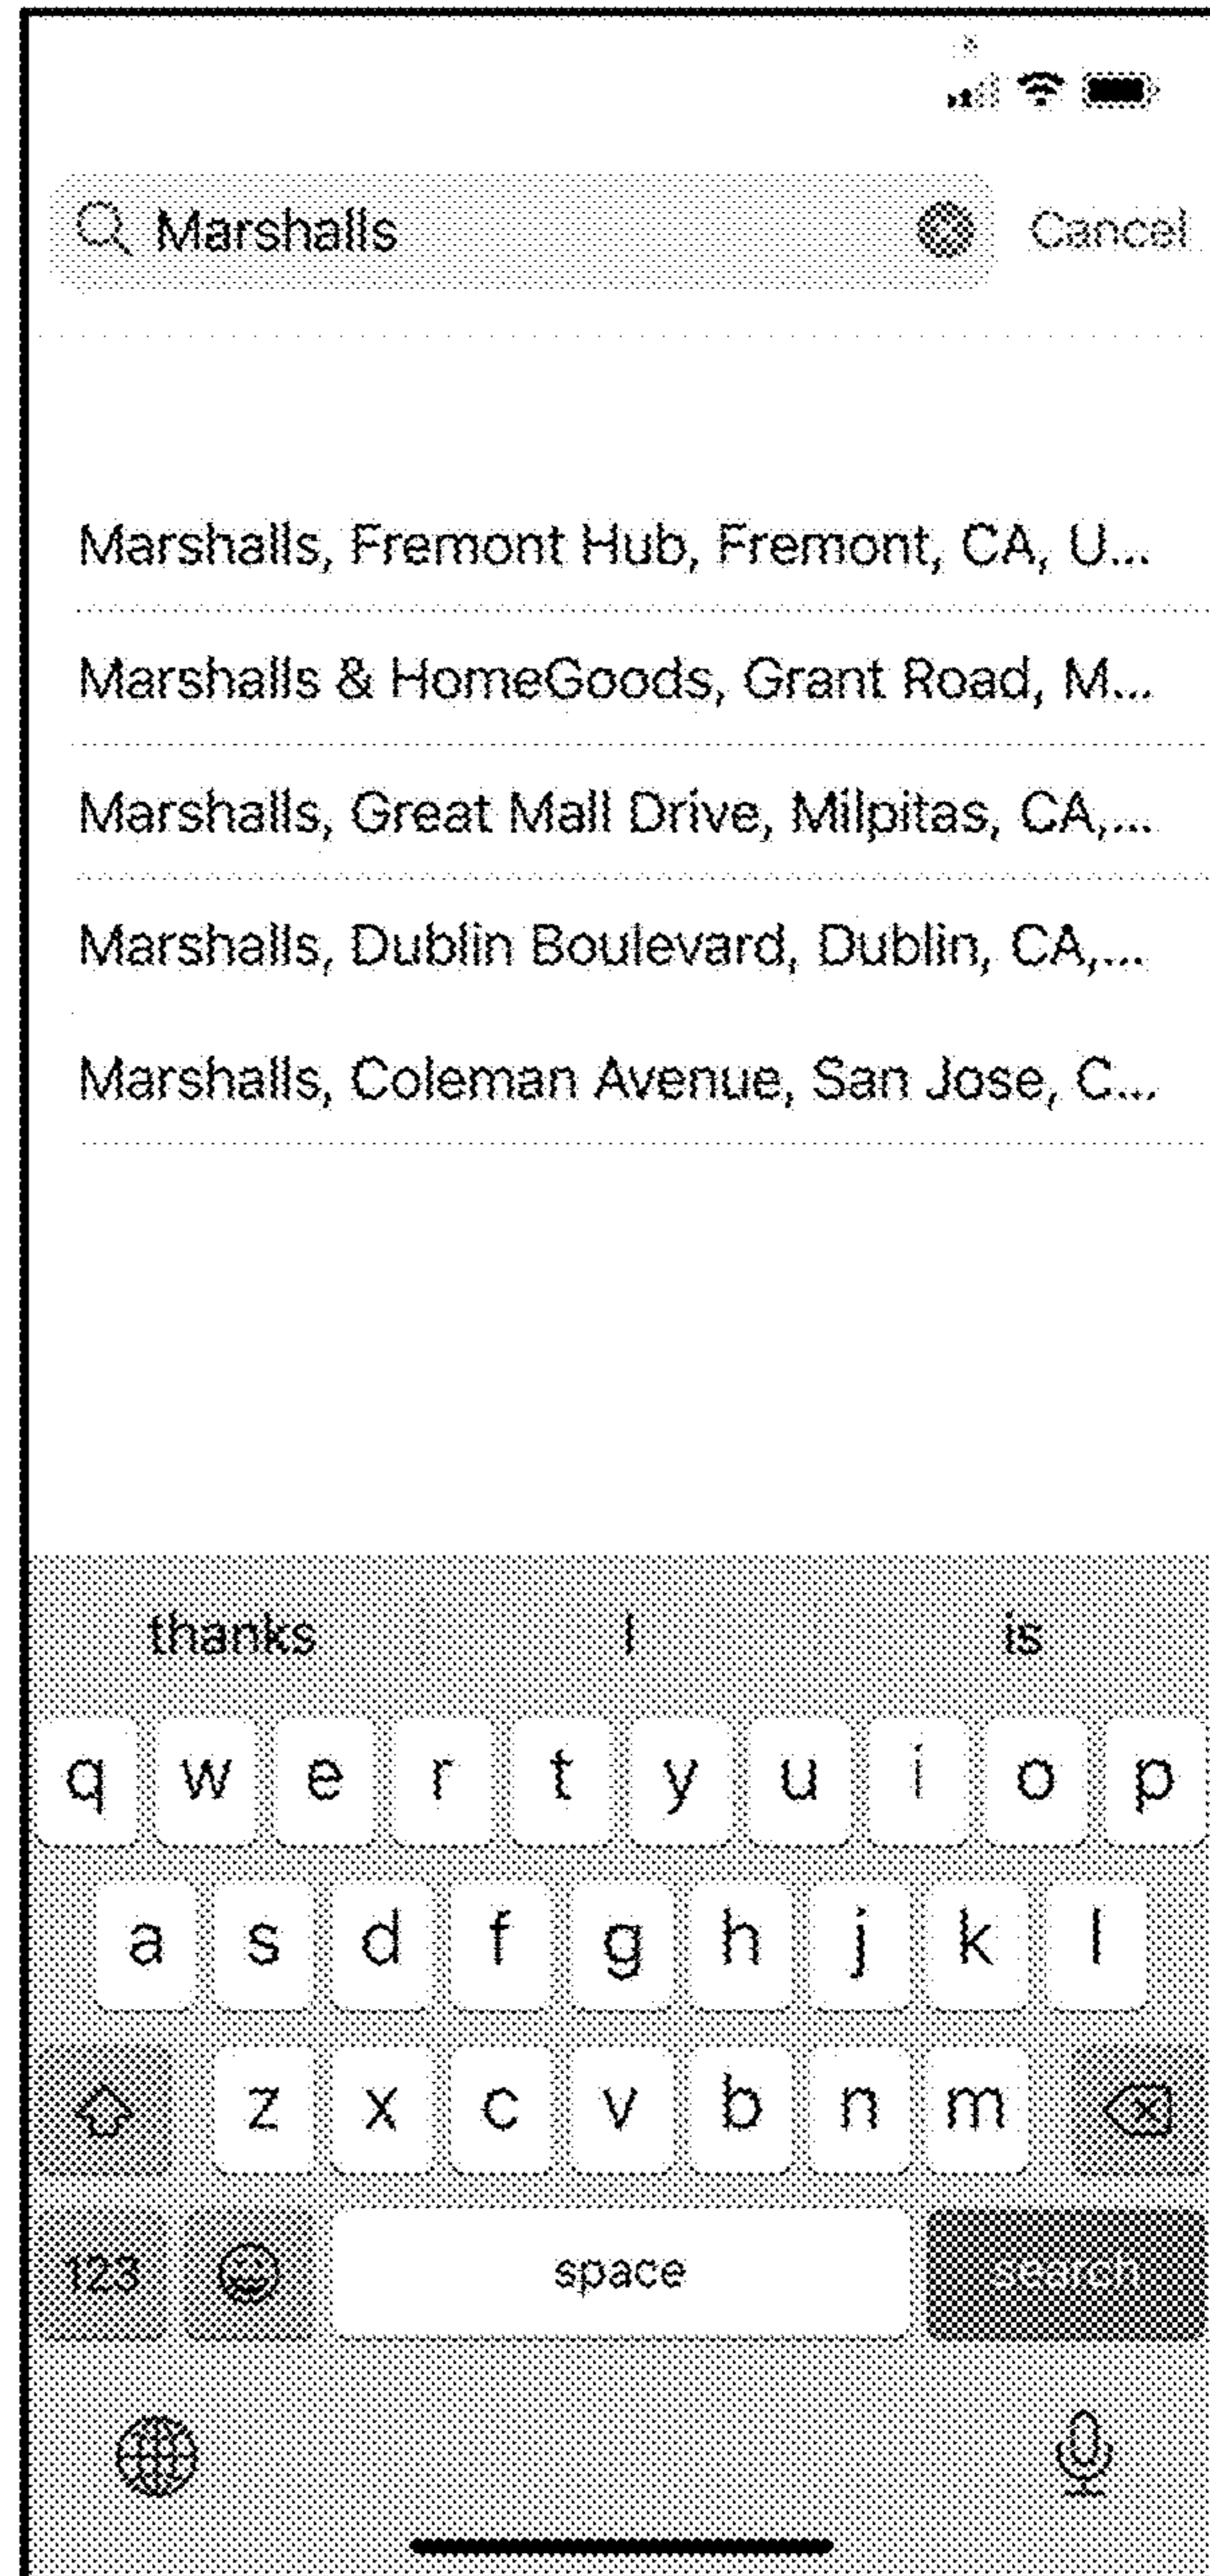 Marshalls Cancel
Marshalls, Fremont Hub, Fremont, CA, U...
Marshalls & HomeGoods, Grant Road, M...
Marshalls, Great Mall Drive, Milpitas, CA,...
Marshalls, Dublin Boulevard, Dublin, CA,...
Marshalls, Coleman Avenue, San Jose, C...
thanks I is
q w e r t y u i o p
a s d f g h j k l
z x c v b n m
123 space search